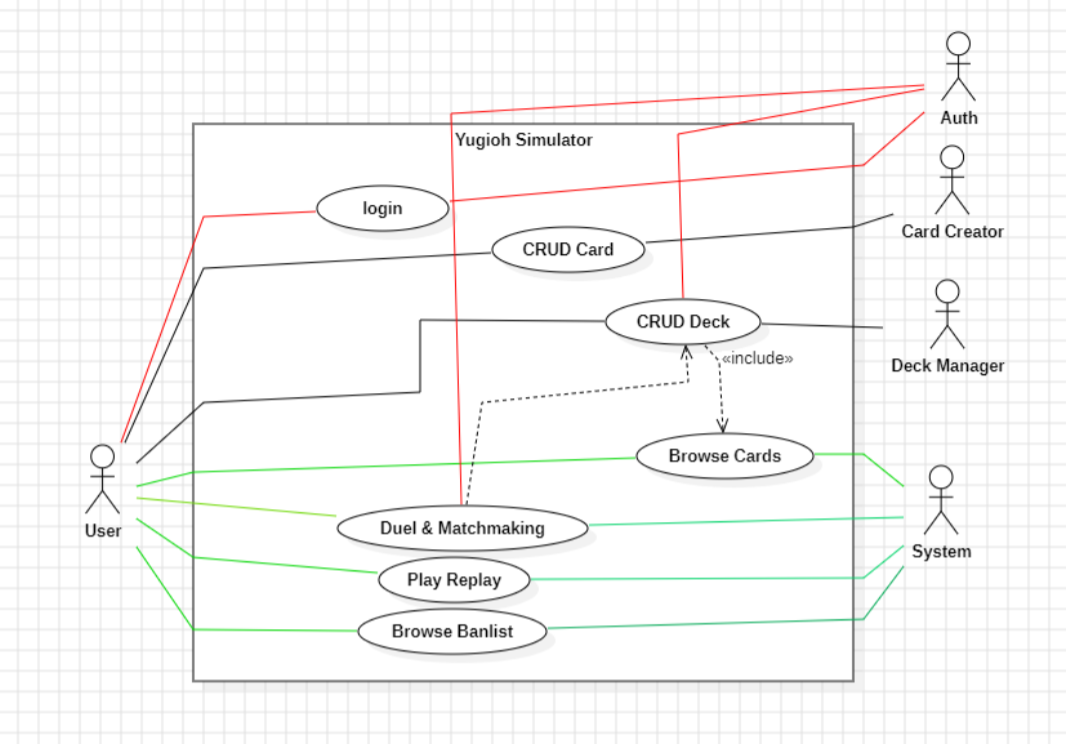 Auth
Yugioh Simulator
login
Card Creator
CRUD Card
CRUD Deck
«include»
Deck Manager
Browse Cards
User
Duel & Matchmaking
System
Play Replay
Browse Banlist